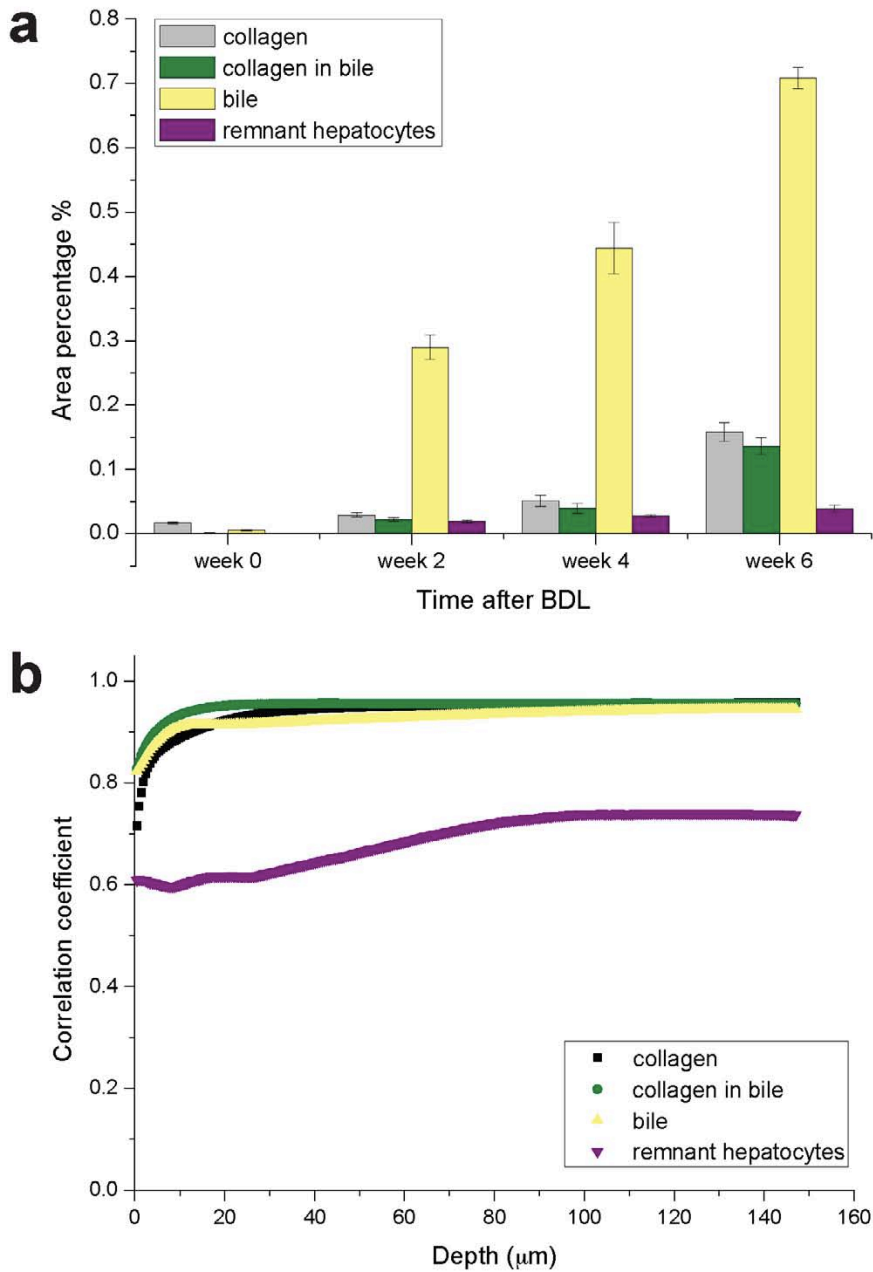 a
0.8
0.7
0.6
0.5
0.4
0.3
0.2
0.1
0.0
Area percentage %
collagen
collagen in bile
bile
remnant hepatocytes
week 0
week 2
week 4
week 6
Time after BDL
b
1.0
0.8
0.6
0.4
0.2
0.0
Correlation coefficient
collagen
collagen in bile
bile
remnant hepatocytes
0
20
40
60
80
100
120
140
160
Depth (μm)